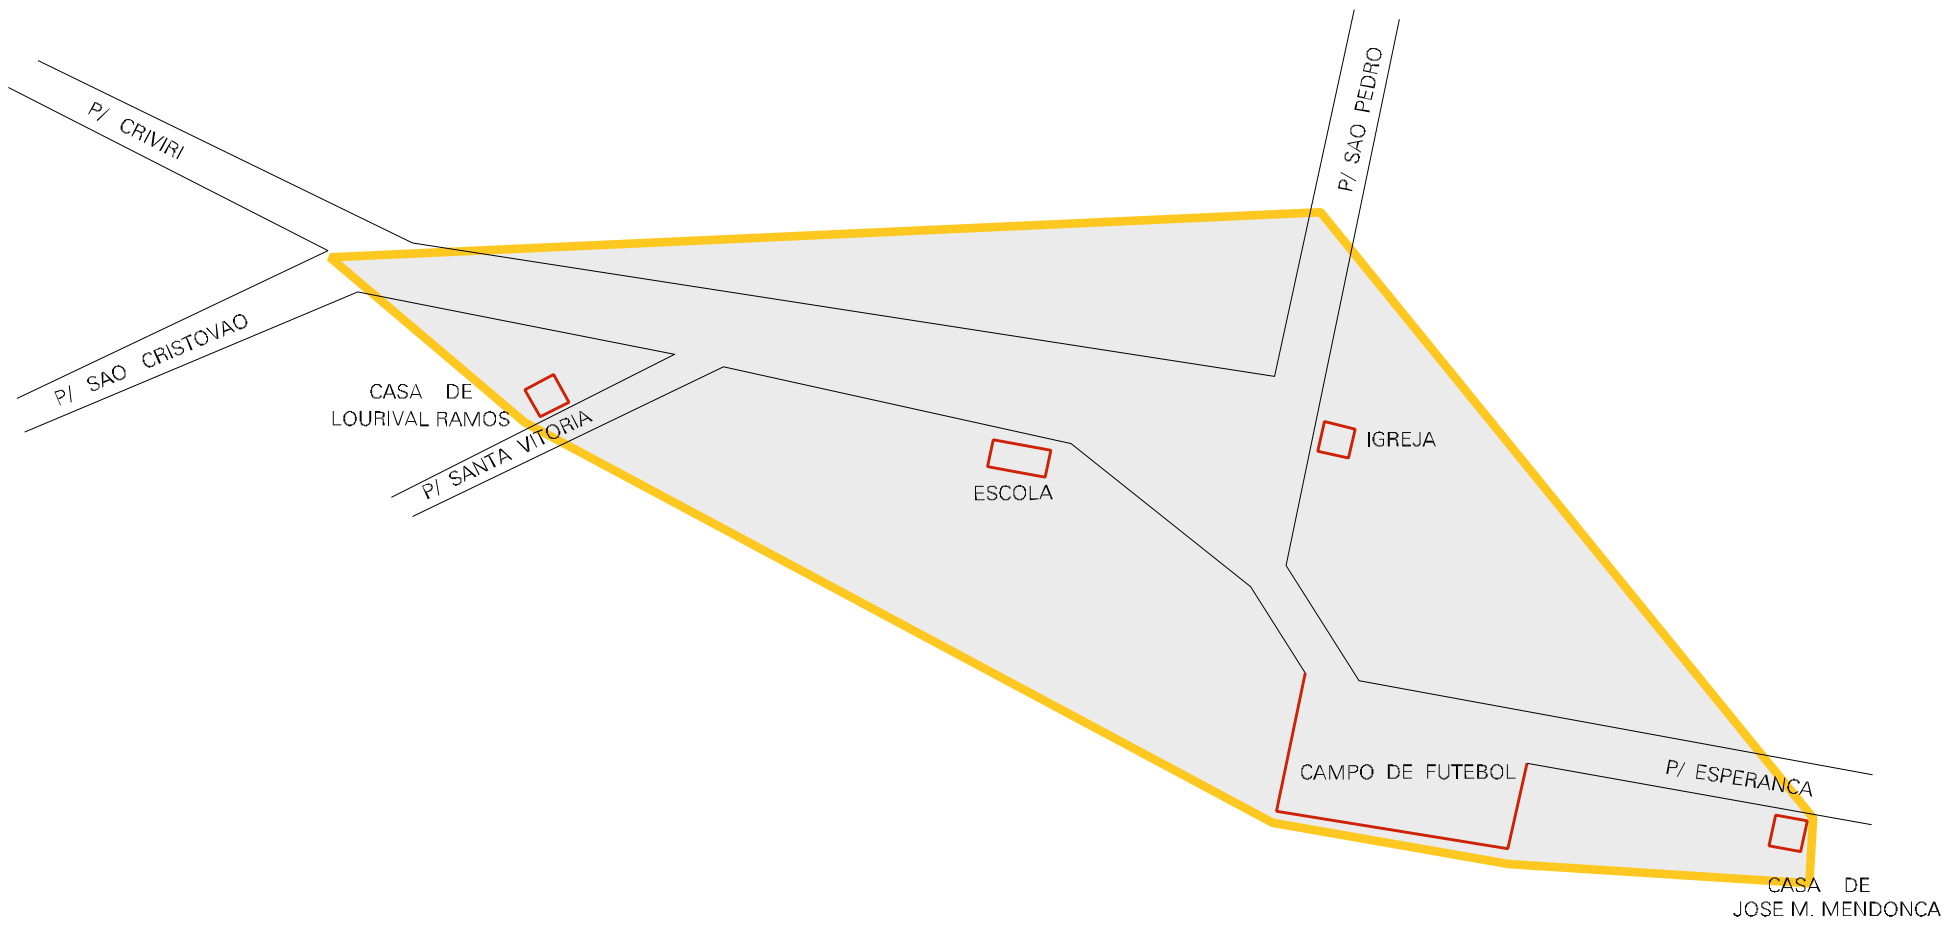 P/ SAO PEDRO
P/ CRIVIRI
P/ SAO CRISTOVAO
CASA DE
LOURIVAL RAMOS
P/ SANTA VITORIA
IGREJA
ESCOLA
CAMPO DE FUTEBOL
P/ ESPERANCA
CASA DE
JOSE M. MENDONCA